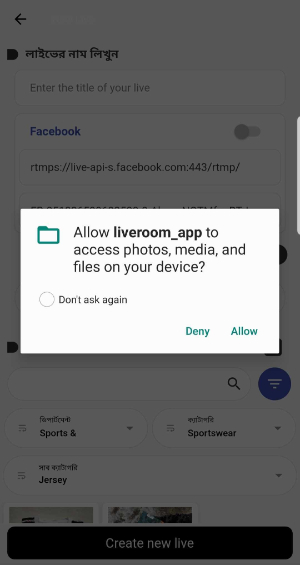 লাইভের নাম লিখুন
Enter the title of your live
Facebook
rtmps://live-api-s.facebook.com:443/rtmp/
Allow liveroom_app to
access photos, media, and
files on your device?
Don't ask again
Deny
Allow
ডিপার্টমেন্ট
Sports &
ক্যাটাগরি
Sportswear
সাব ক্যাটাগরি
Jersey
Create new live